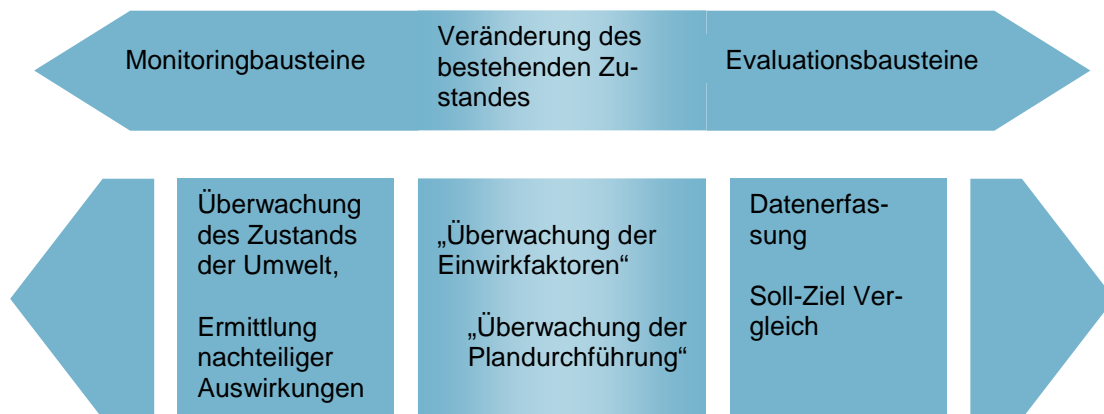 Monitoringbausteine
Veränderung des
bestehenden Zu-
standes
Evaluationsbausteine
Überwachung
des Zustands
der Umwelt,
Ermittlung
nachteiliger
Auswirkungen
„Überwachung der
Einwirkfaktoren“
„Überwachung der
Plandurchführung“
Datenerfas-
sung
Soll-Ziel Ver-
gleich